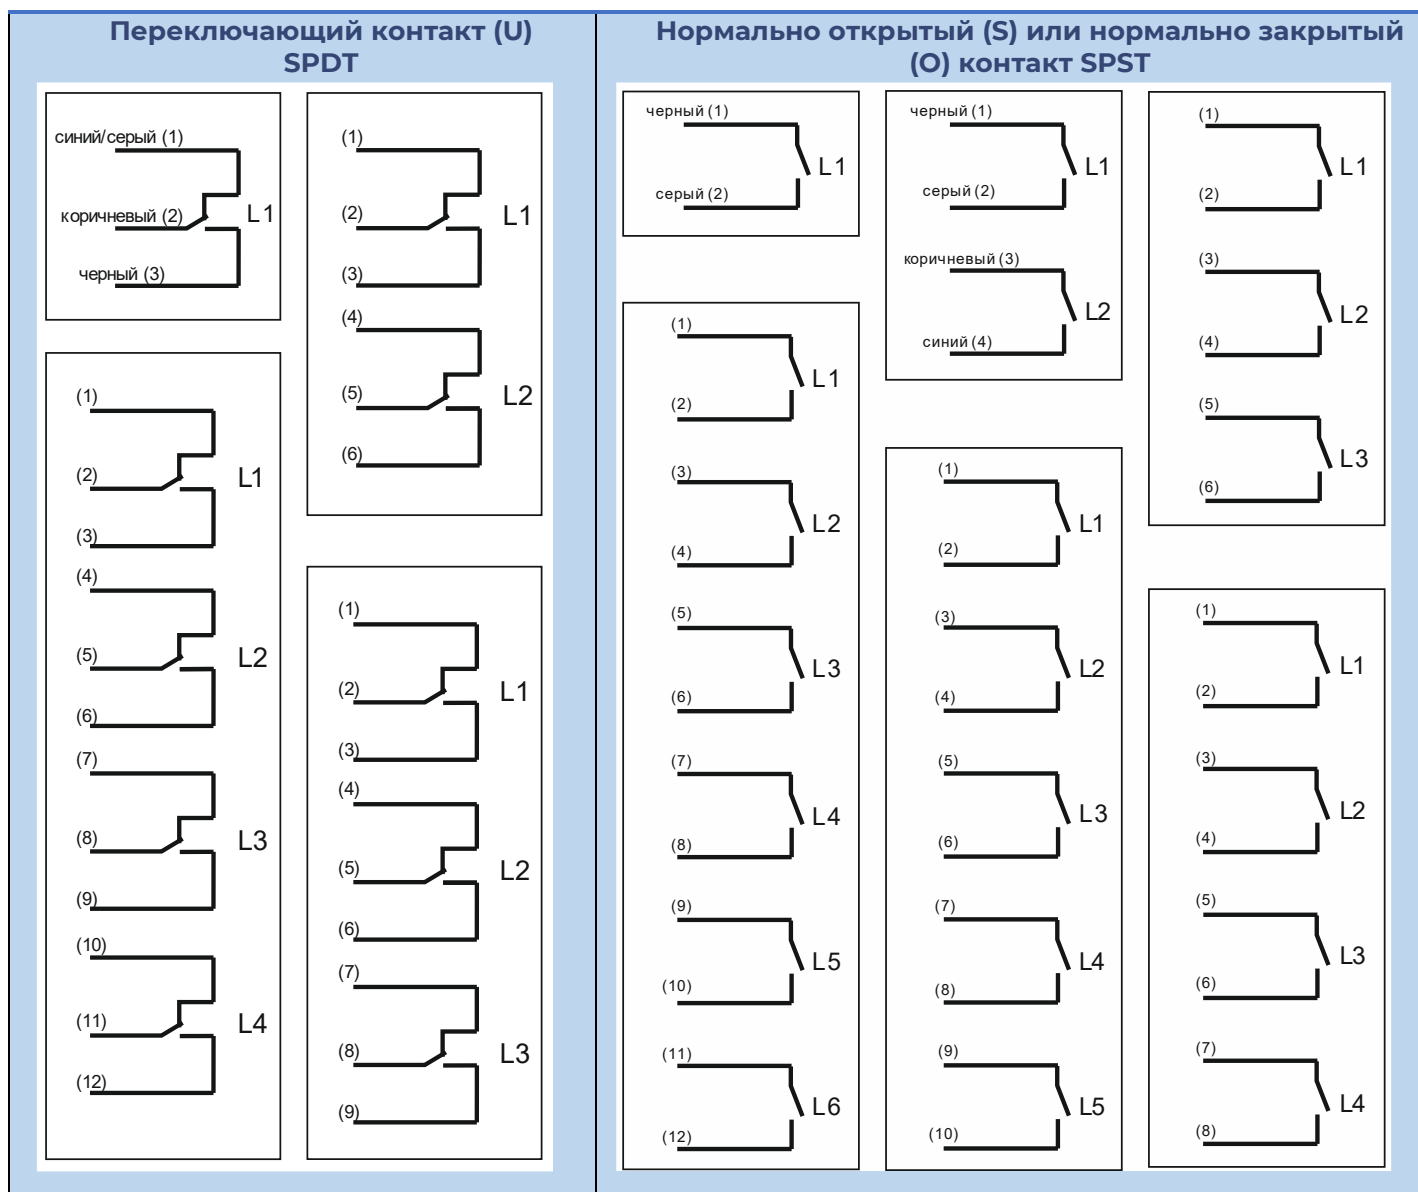 Переключающий контакт (U)
SPDT
синий/серый (1)
коричневый (2)
L1
черный (3)
(1)
(2)
L1
(3)
(4)
(5)
L2
(6)
(1)
(2)
L1
(3)
(4)
(5)
L2
(6)
(7)
(8)
L3
(9)
(10)
(11)
L4
(12)
(1)
(2)
L1
(3)
(4)
(5)
L2
(6)
(7)
(8)
L3
(9)
Нормально открытый (S) или нормально закрытый
(O) контакт SPST
черный (1)
L1
серый (2)
черный (1)
L1
серый (2)
коричневый (3)
L2
синий (4)
(1)
L1
(2)
(3)
L2
(4)
(5)
L3
(6)
(1)
L1
(2)
(3)
L2
(4)
(5)
L3
(6)
(7)
L4
(8)
(9)
L5
(10)
(11)
L6
(12)
(1)
L1
(2)
(3)
L2
(4)
(5)
L3
(6)
(7)
L4
(8)
(9)
L5
(10)
(1)
L1
(2)
(3)
L2
(4)
(5)
L3
(6)
(7)
L4
(8)